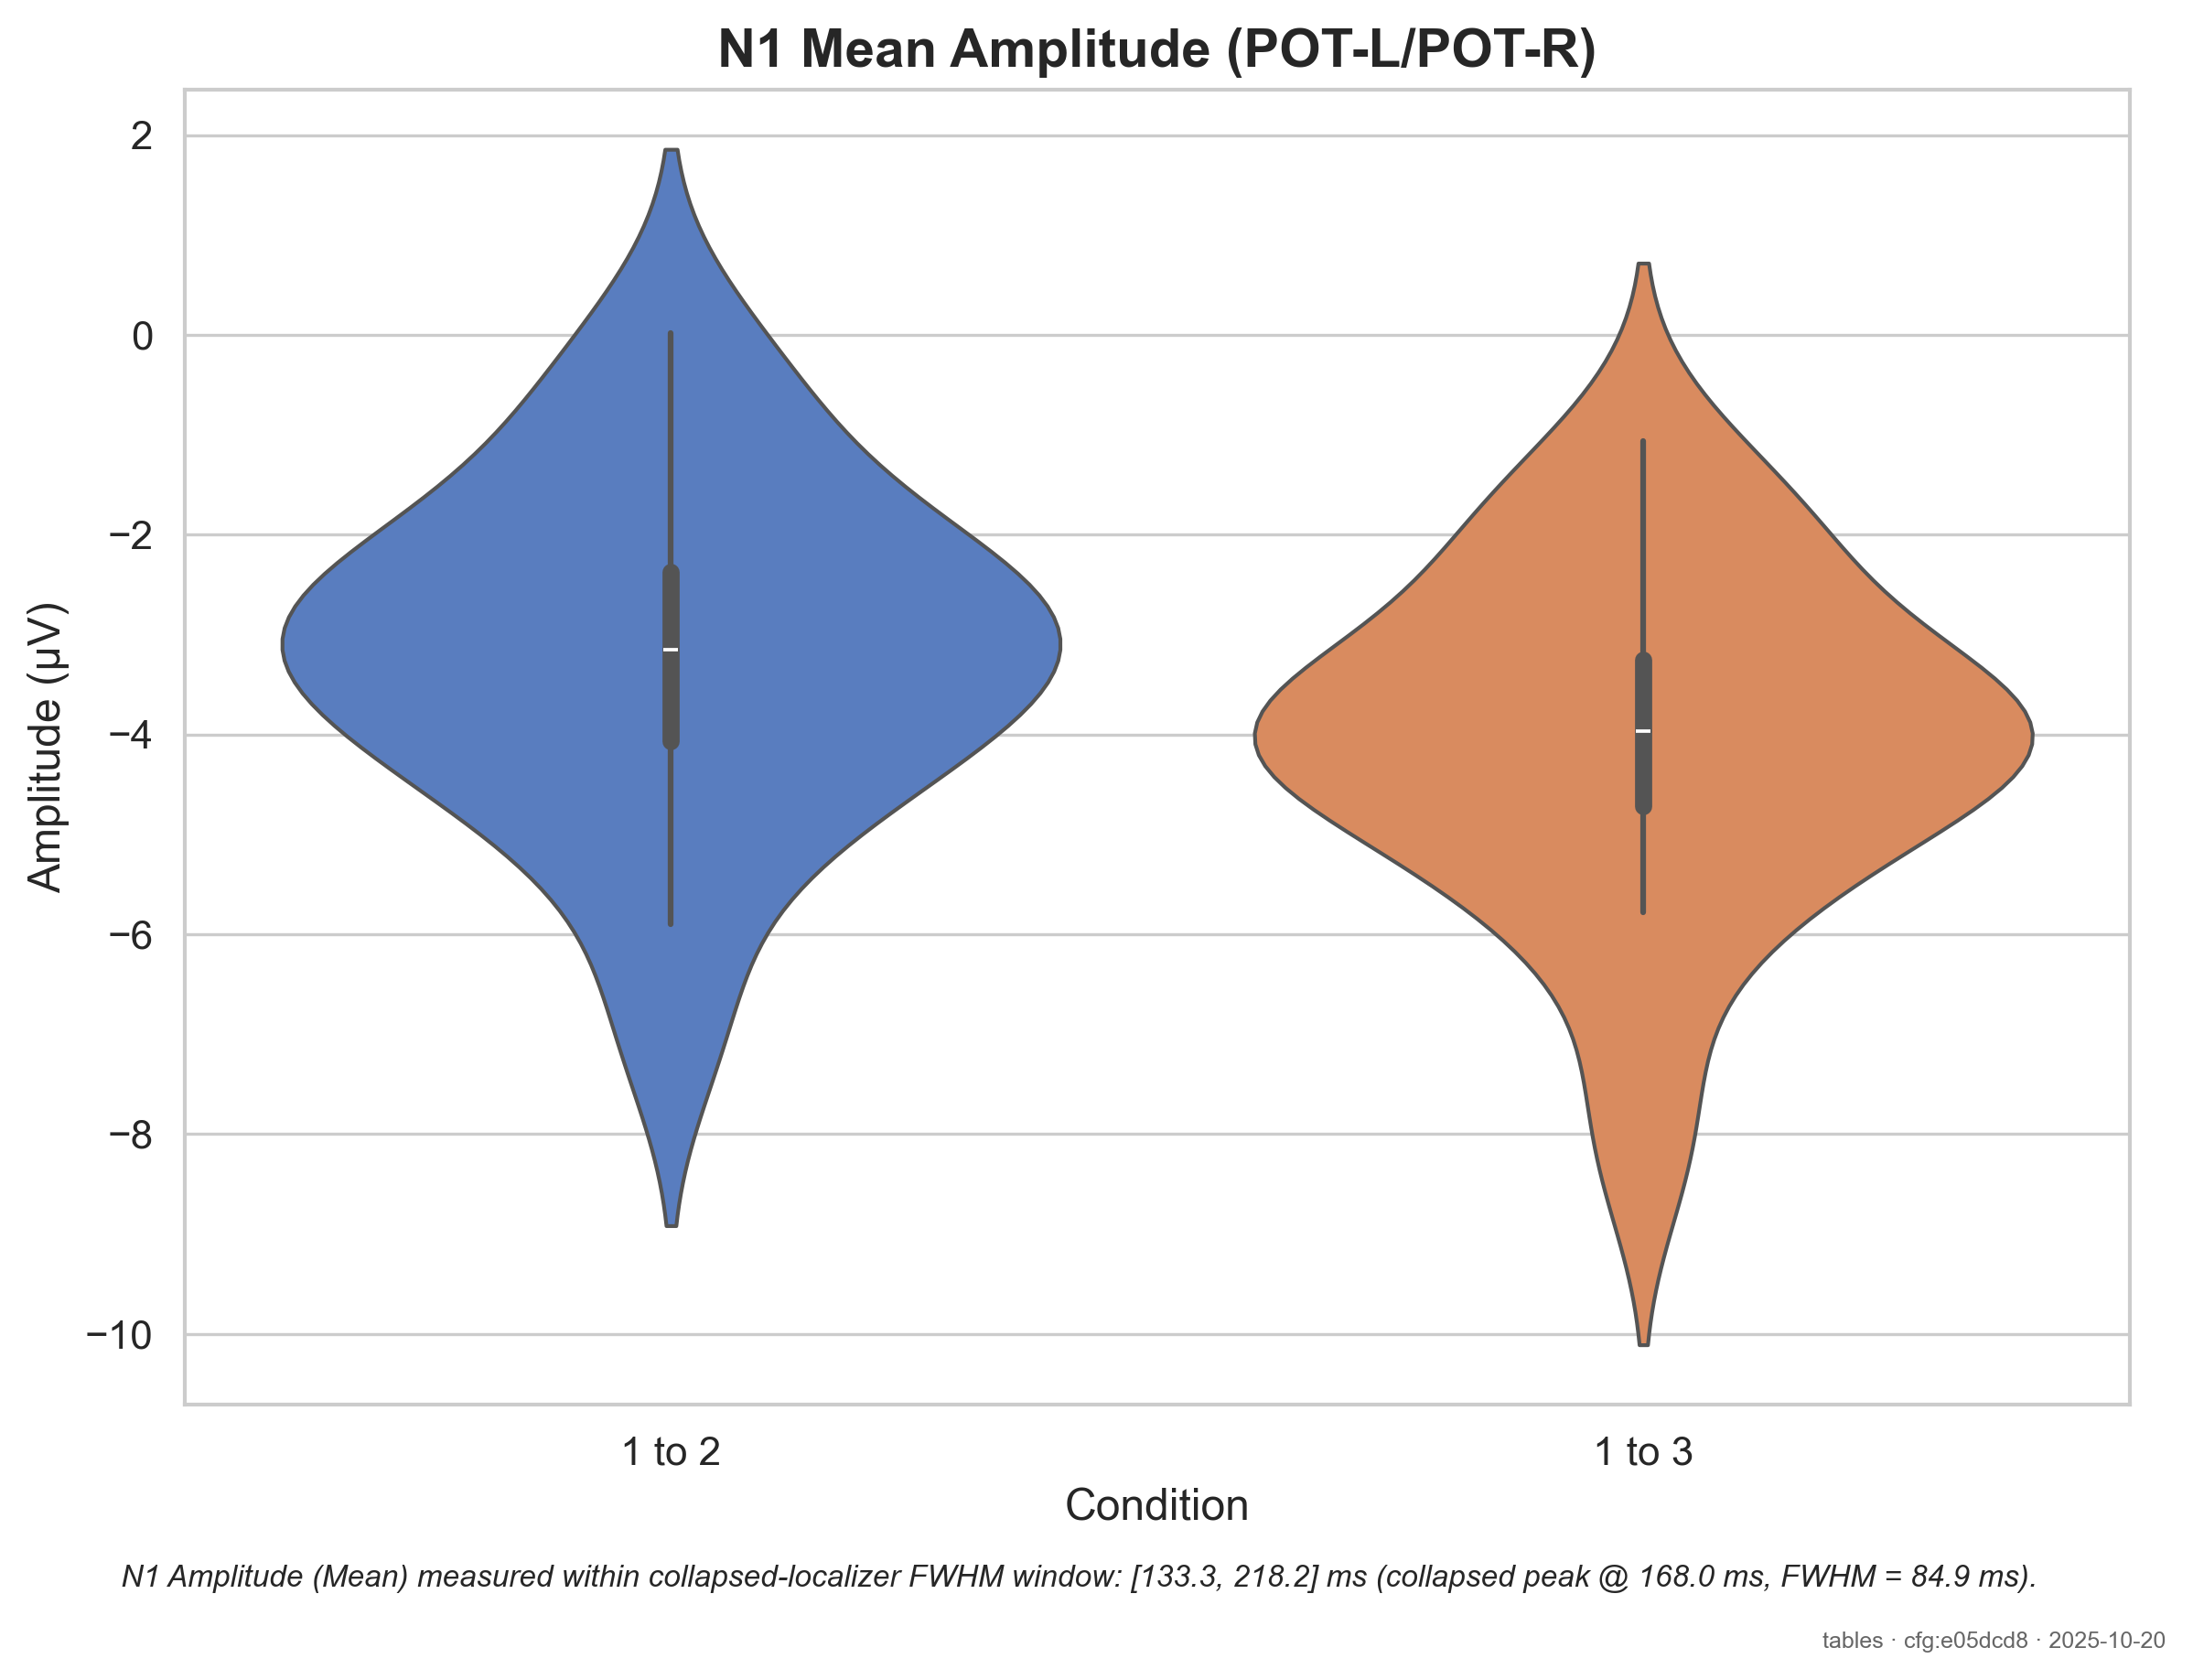 N1 Mean Amplitude (POT-L/POT-R)
2
0
−2
−4
−6
−8
−10
Amplitude (µV)
1 to 2
1 to 3
Condition
N1 Amplitude (Mean) measured within collapsed-localizer FWHM window: [133.3, 218.2] ms (collapsed peak @ 168.0 ms, FWHM = 84.9 ms).
tables · cfg:e05dcd8 · 2025-10-20